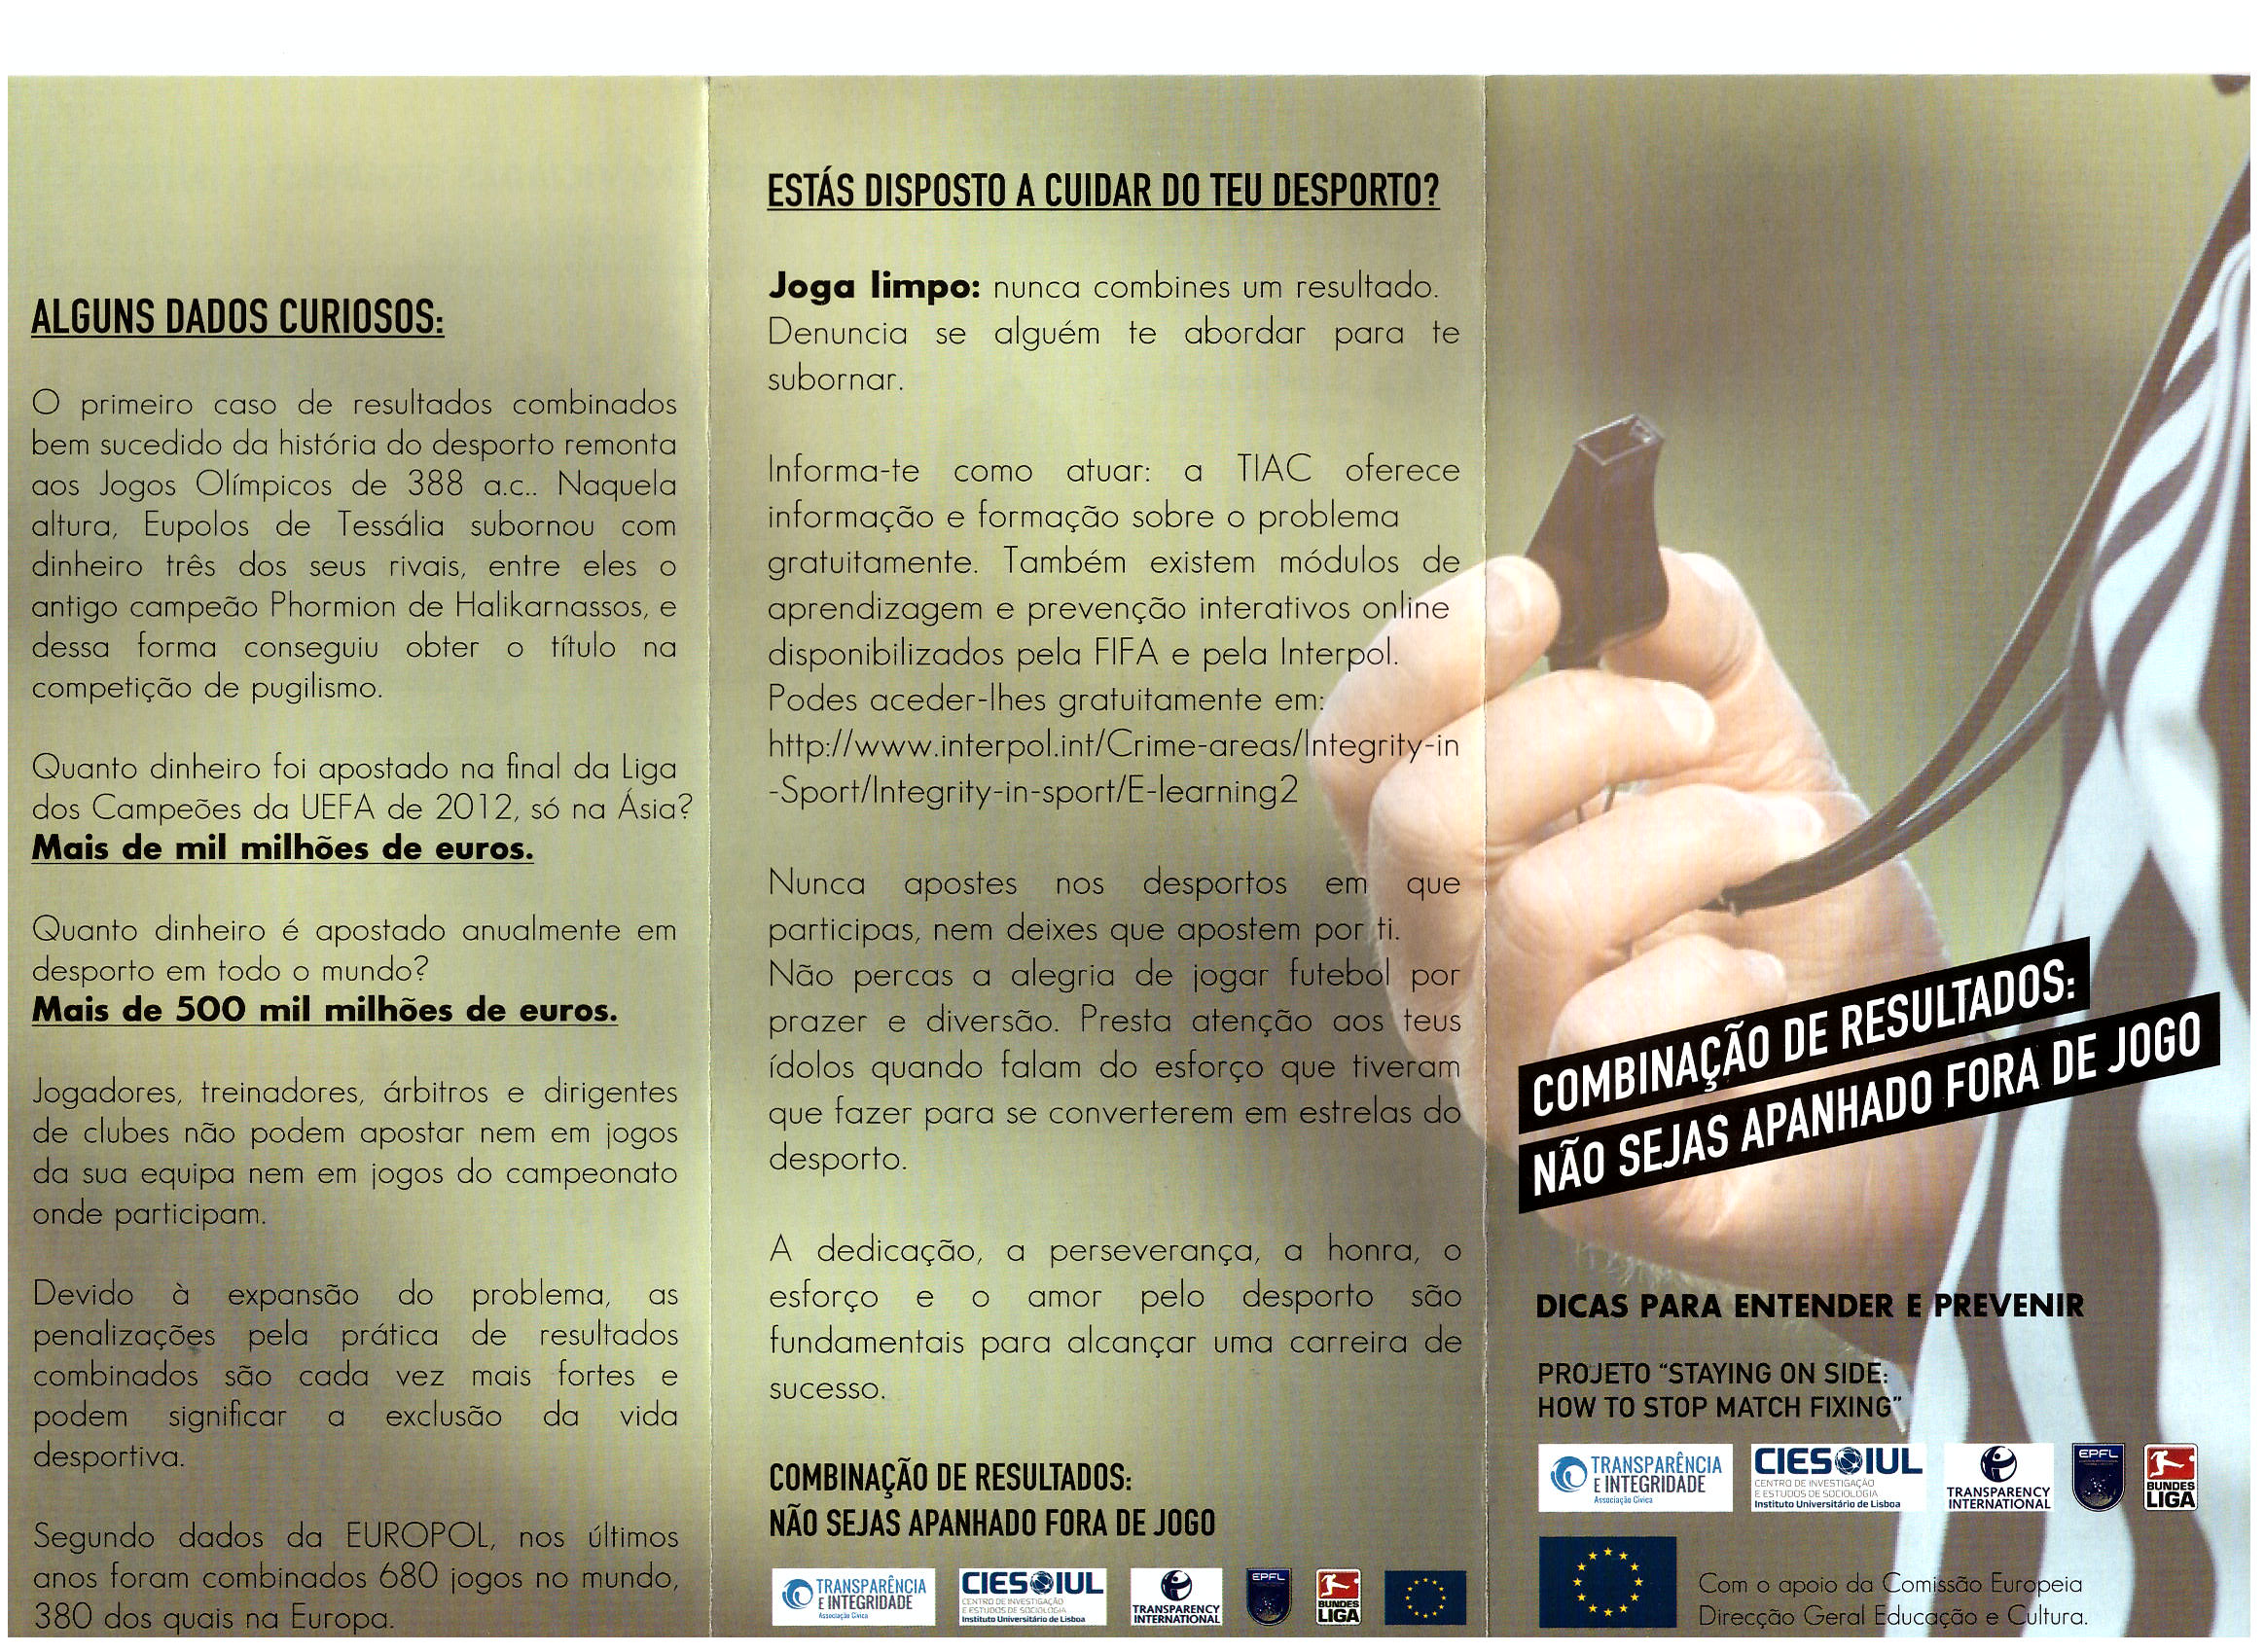 ALGUNS DADOS CURIOSOS:
O primeiro caso de resultados combinados
bem sucedido da história do desporto remonta
aos Jogos Olímpicos de 388 a.c.. Naquela
altura, Eupolos de Tessália subornou com
dinheiro três dos seus rivais, entre eles o
antigo campeão Phormion de Halikarnassos, e
dessa forma conseguiu obter o título na
competição de pugilismo.
Quanto dinheiro foi apostado na final da Liga
dos Campeões da UEFA de 2012, só na Ásia?
Mais de mil milhões de euros.
Quanto dinheiro é apostado anualmente em
desporto em todo o mundo?
Mais de 500 mil milhões de euros.
Jogadores, treinadores, árbitros e dirigentes
de clubes não podem apostar nem em jogos
da sua equipa nem em jogos do campeonato
onde participam.
Devido à expansão do problema, as
penalizações pela prática de resultados
combinados são cada vez mais fortes e
podem significar a exclusão da vida
desportiva.
Segundo dados da EUROPOL, nos últimos
anos foram combinados 680 jogos no mundo,
380 dos quais na Europa.
ESTÁS DISPOSTO A CUIDAR DO TEU DESPORTO?
Joga limpo: nunca combines um resultado.
Denuncia se alguém te abordar para te
subornar.
Informa-te como atuar: a TIAC oferece
informação e formação sobre o problema
gratuitamente. Também existem módulos de
aprendizagem e prevenção interativos online
disponibilizados pela FIFA e pela Interpol.
Podes aceder-lhes gratuitamente em:
http://www.interpol.int/Crime-areas/Integrity-in
-Sport/Integrity-in-sport/E-learning2
Nunca apostes nos desportos em que
participas, nem deixes que apostem por ti.
Não percas a alegria de jogar futebol por
prazer e diversão. Presta atenção aos teus
ídolos quando falam do esforço que tiveram
que fazer para se converterem em estrelas do
desporto.
A dedicação, a perseverança, a honra, o
esforço e o amor pelo desporto são
fundamentais para alcançar uma carreira de
sucesso.
COMBINAÇÃO DE RESULTADOS:
NÃO SEJAS APANHADO FORA DE JOGO
TRANSPARÊNCIA
E INTEGRIDADE
Associação Cívica
CIES IUL
CENTRO DE INVESTIGAÇÃO
E ESTUDOS DE SOCIOLOGIA
Instituto Universitário de Lisboa
TRANSPARENCY
INTERNATIONAL
EPFL
BUNDES
LIGA
COMBINAÇÃO DE RESULTADOS:
NÃO SEJAS APANHADO FORA DE JOGO
DICAS PARA ENTENDER E PREVENIR
PROJETO "STAYING ON SIDE:
HOW TO STOP MATCH FIXING"
TRANSPARÊNCIA
E INTEGRIDADE
Associação Cívica
CIES IUL
CENTRO DE INVESTIGAÇÃO
E ESTUDOS DE SOCIOLOGIA
Instituto Universitário de Lisboa
TRANSPARENCY
INTERNATIONAL
EPFL
BUNDES
LIGA
Com o apoio da Comissão Europeia
Direcção Geral Educação e Cultura.